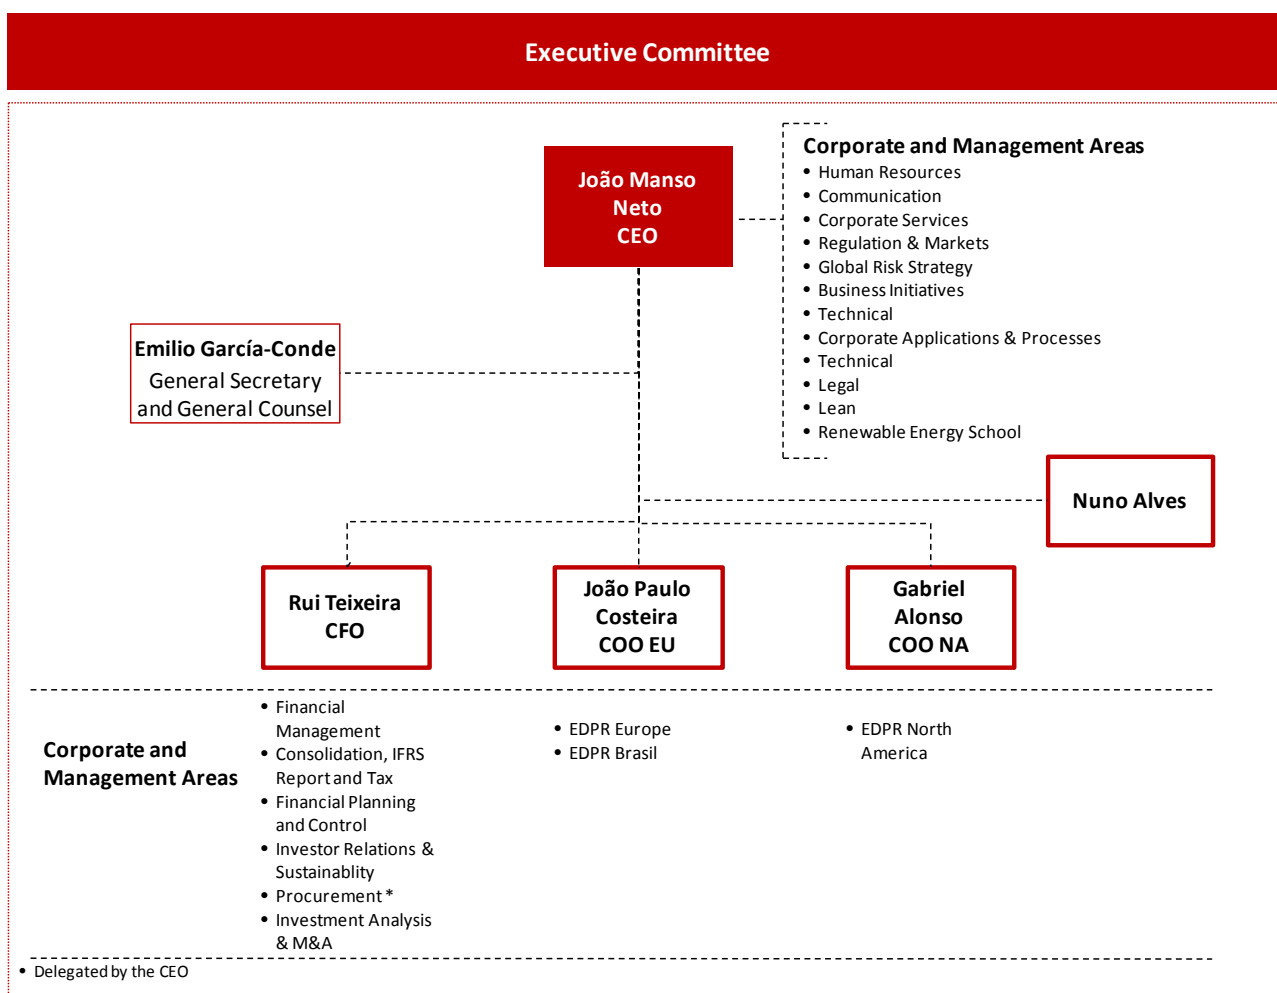 Executive Committee
João Manso
Neto
CEO
Corporate and Management Areas
• Human Resources
• Communication
• Corporate Services
• Regulation & Markets
• Global Risk Strategy
• Business Initiatives
• Technical
• Corporate Applications & Processes
• Technical
• Legal
• Lean
• Renewable Energy School
Emilio García-Conde
General Secretary
and General Counsel
Nuno Alves
Rui Teixeira
CFO
João Paulo
Costeira
COO EU
Gabriel
Alonso
COO NA
Corporate and
Management Areas
• Financial
Management
• Consolidation, IFRS
Report and Tax
• Financial Planning
and Control
• Investor Relations &
Sustainablity
• Procurement *
• Investment Analysis
& M&A
• EDPR Europe
• EDPR Brasil
• EDPR North
America
• Delegated by the CEO